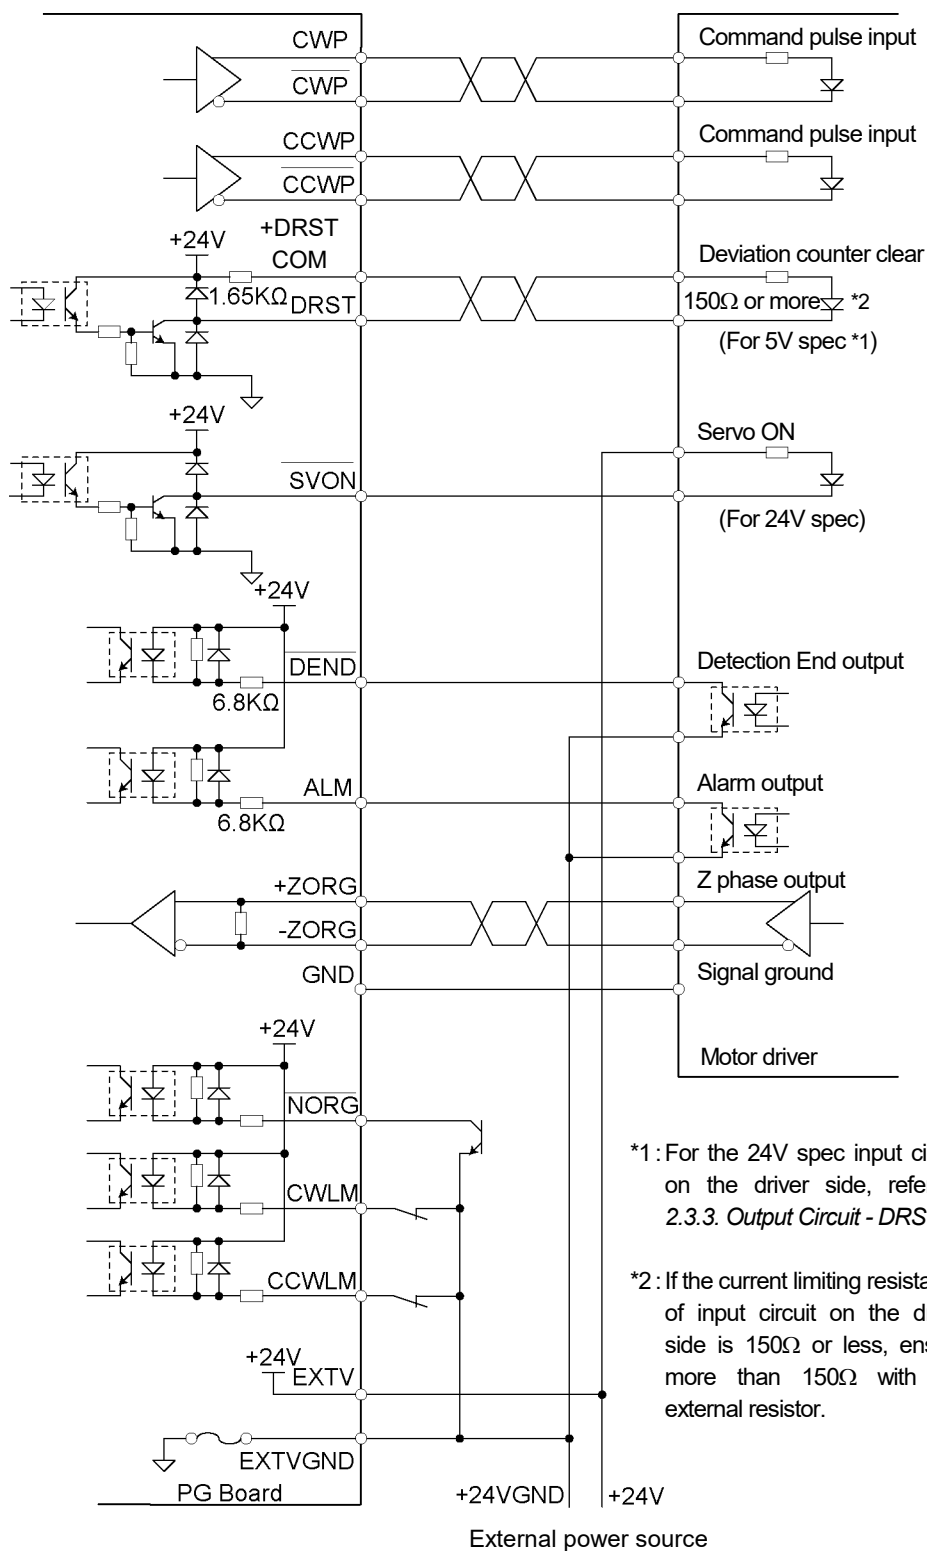 CWP
Command pulse input
CWP
CCWP
Command pulse input
CCWP
+24V
+DRST
COM
Deviation counter clear
1.65KΩ
DRST
150Ω or more
*2
(For 5V spec *1)
+24V
Servo ON
SVON
(For 24V spec)
+24V
DEND
Detection End output
6.8KΩ
ALM
Alarm output
6.8KΩ
+ZORG
Z phase output
-ZORG
GND
Signal ground
+24V
Motor driver
NORG
CWLM
CCWLM
*1: For the 24V spec input ci
on the driver side, refe
2.3.3. Output Circuit - DRS
*2: If the current limiting resista
of input circuit on the d
side is 150Ω or less, ens
more than 150Ω with
external resistor.
+24V
EXTV
EXTVGND
PG Board
+24VGND
+24V
External power source